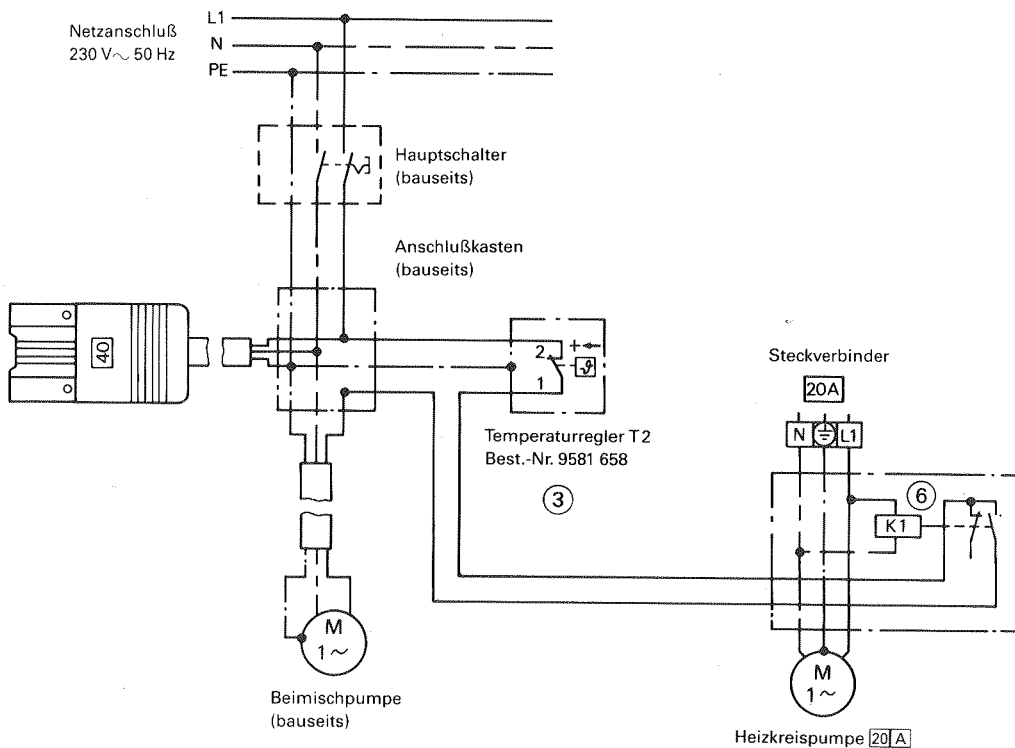 L1
Netzanschluß
230 V~ 50 Hz
N
PE
Hauptschalter
(bauseits)
Anschlußkasten
(bauseits)
40
2
+
ϑ
1
Steckverbinder
20A
N
L1
Temperaturregler T2
Best.-Nr. 9581 658
3
6
K1
M
1~
Beimischpumpe
(bauseits)
M
1~
Heizkreispumpe 20 A